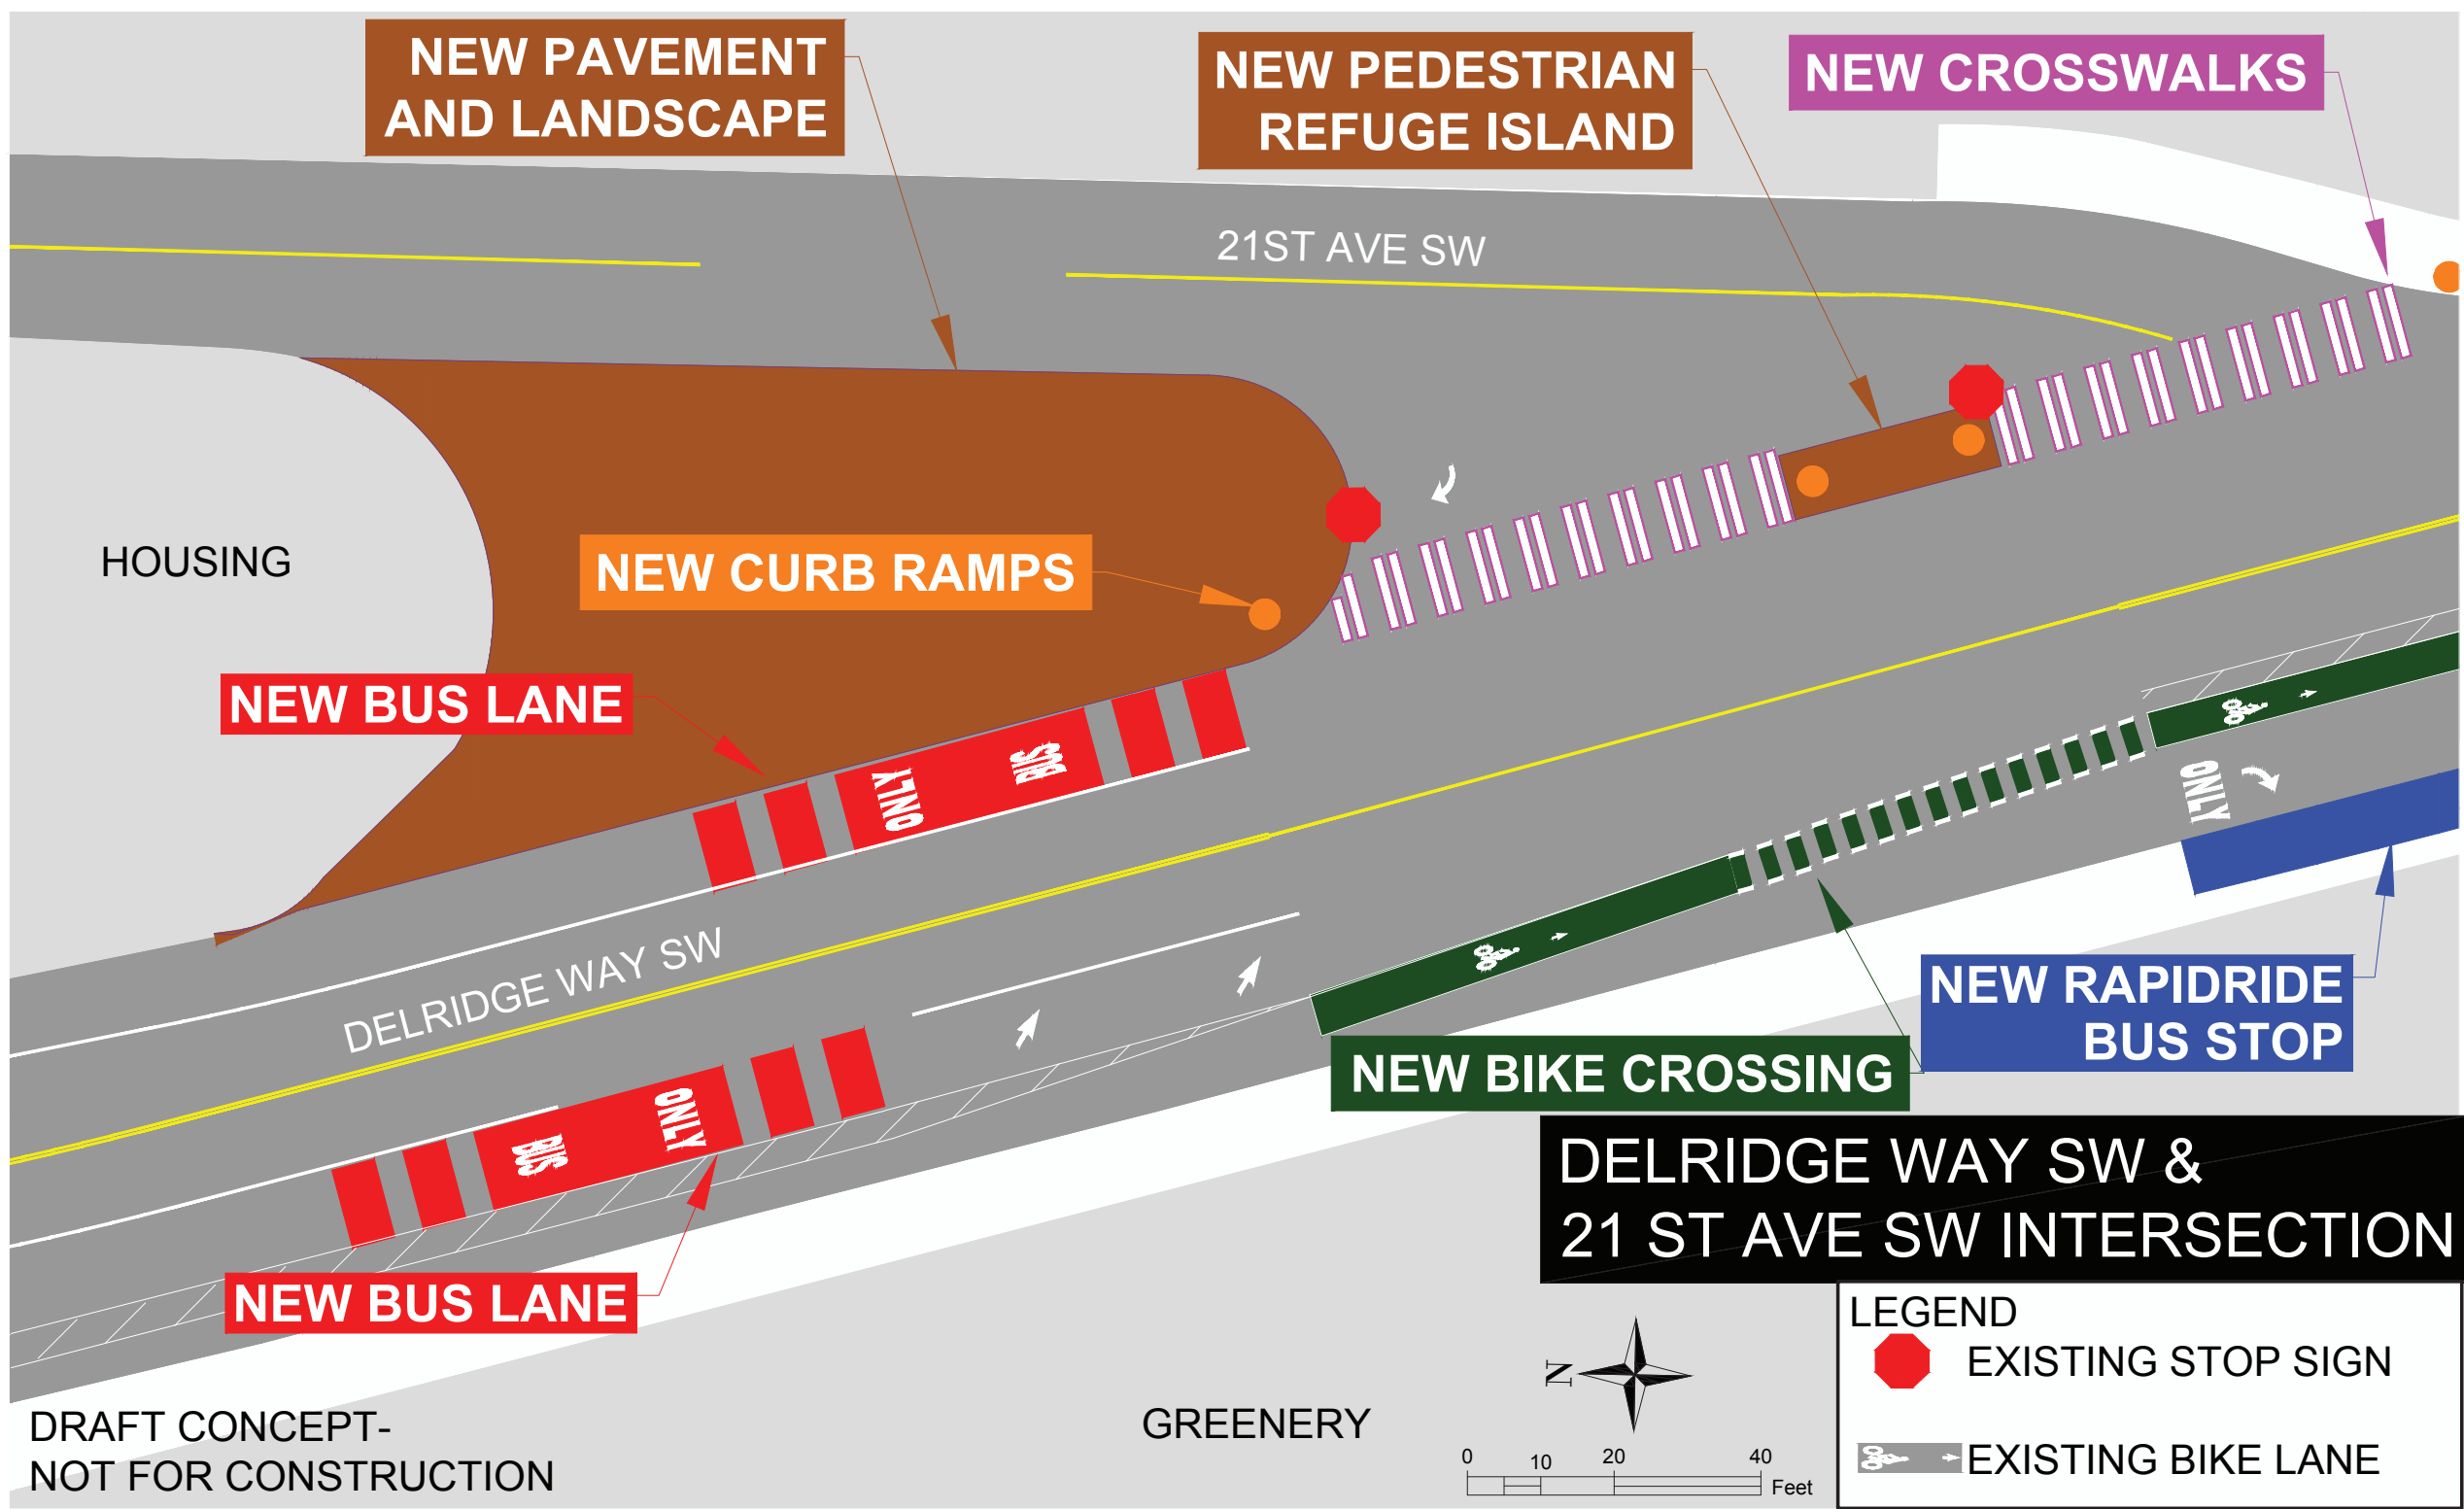 NEW PAVEMENT
AND LANDSCAPE
NEW PEDESTRIAN
REFUGE ISLAND
NEW CROSSWALKS
21ST AVE SW
HOUSING
NEW CURB RAMPS
NEW BUS LANE
BUS
ONLY
ONLY
DELRIDGE WAY SW
NEW RAPIDRIDE
BUS STOP
NEW BIKE CROSSING
ONLY
BUS
NEW BUS LANE
DELRIDGE WAY SW &
21 ST AVE SW INTERSECTION
LEGEND
EXISTING STOP SIGN
EXISTING BIKE LANE
N
GREENERY
0 10 20 40
Feet
DRAFT CONCEPT-
NOT FOR CONSTRUCTION